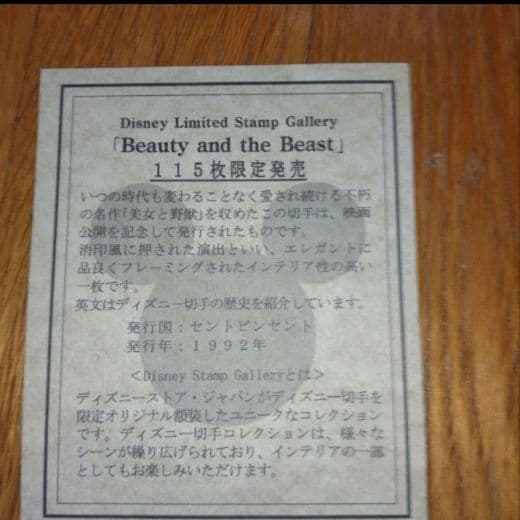 Disney Limited Stamp Gallery
「Beauty and the Beast」
115枚限定発売
いつの時代も変わることなく愛され続ける不朽
の名作「美女と野獣」を収めたこの切手は、映画
公開を記念して発行されたものです。
消印風に押された演出といい、エレガントに
品良くフレーミングされたインテリア性の高い
一枚です。
英文はディズニー切手の歴史を紹介しています。
発行国：セントビンセント
発行年：1992年
＜Disney Stamp Galleryとは＞
ディズニーストア・ジャパンがディズニー切手を
限定オリジナル額装したユニークなコレクション
です。ディズニー切手コレクションは、様々な
シーンが繰り広げられており、インテリアの一部
としてもお楽しみいただけます。